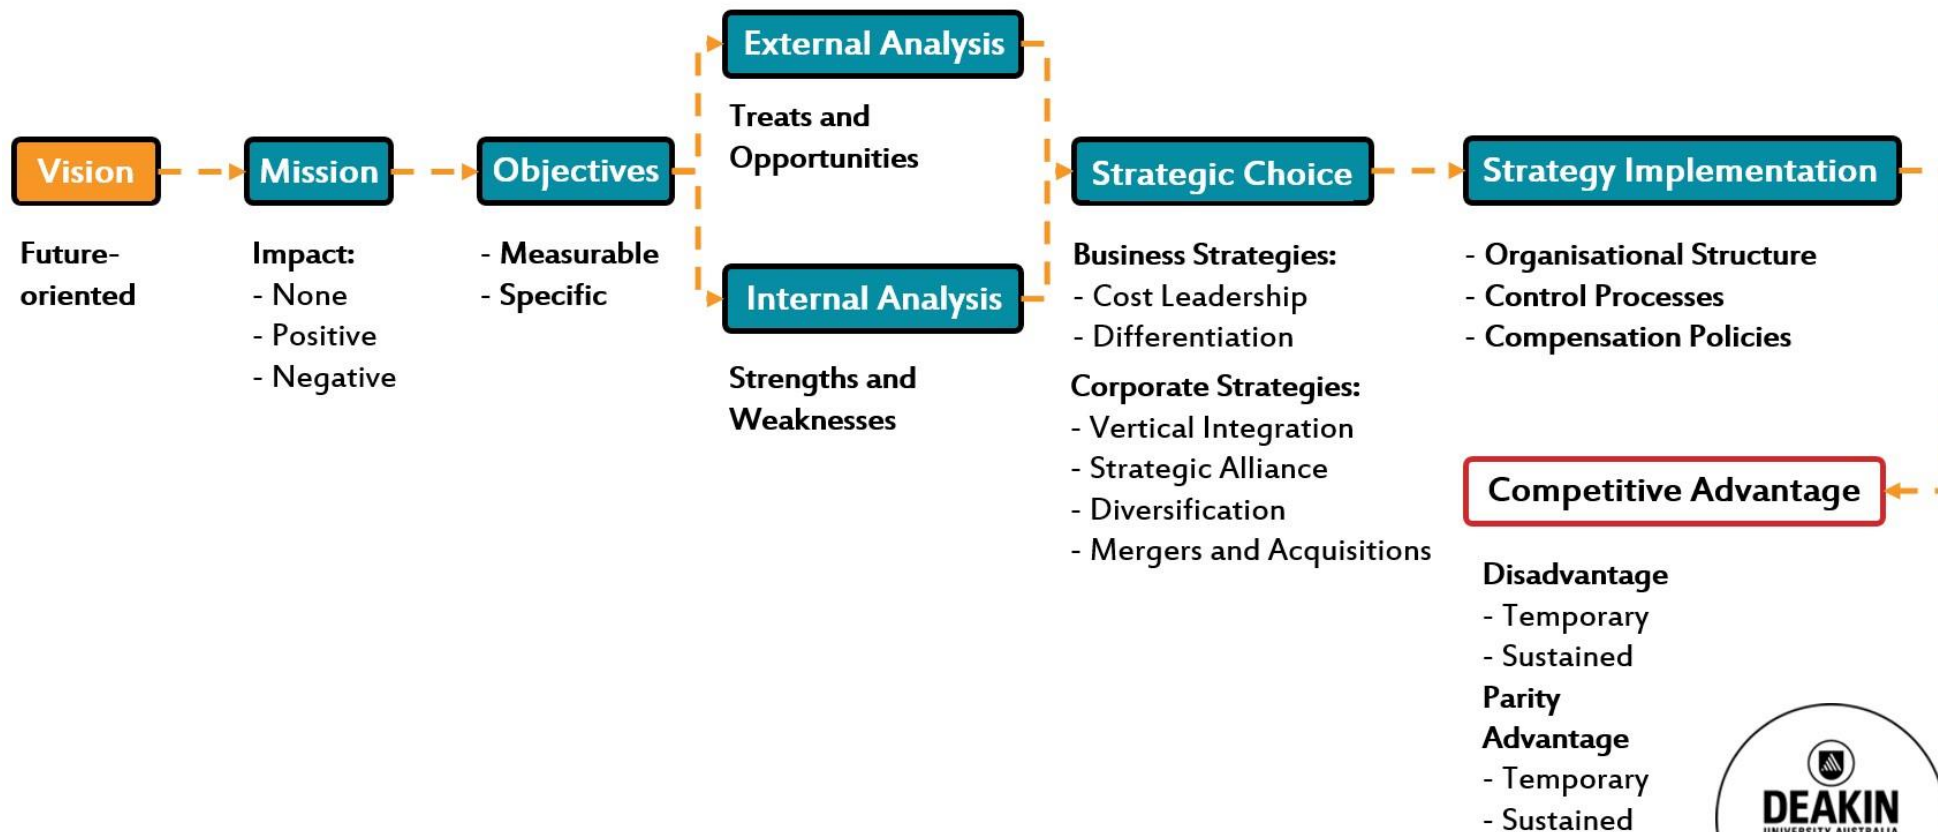 Vision
Future-
oriented
Mission
Impact:
- None
- Positive
- Negative
Objectives
- Measurable
- Specific
External Analysis
Treats and
Opportunities
Internal Analysis
Strengths and
Weaknesses
Strategic Choice
Business Strategies:
- Cost Leadership
- Differentiation
Corporate Strategies:
- Vertical Integration
- Strategic Alliance
- Diversification
- Mergers and Acquisitions
Strategy Implementation
- Organisational Structure
- Control Processes
- Compensation Policies
Competitive Advantage
Disadvantage
- Temporary
- Sustained
Parity
Advantage
- Temporary
- Sustained
DEAKIN
UNIVERSITY AUSTRALIA